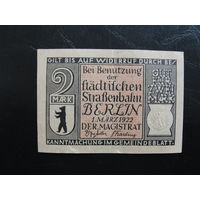 GILT BIS AUF WIDERRUF DURCH BE=
2
MARK
Bei Benutzung
der
städtischen
Straßenbahn
BERLIN
1. MÄRZ 1922
DER MAGISTRAT
KANNTMACHUNG IM GEMEINDEBLATT